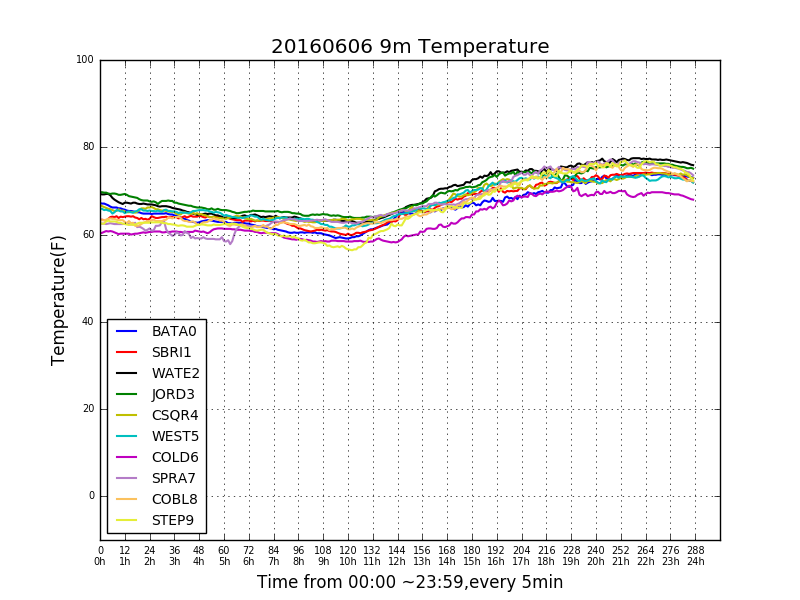 20160606 9m Temperature
Temperature(F)
100
80
60
40
20
0
BATA0
SBRI1
WATE2
JORD3
CSQR4
WEST5
COLD6
SPRA7
COBL8
STEP9
0 12 24 36 48 60 72 84 96 108 120 132 144 156 168 180 192 204 216 228 240 252 264 276 288
0h 1h 2h 3h 4h 5h 6h 7h 8h 9h 10h 11h 12h 13h 14h 15h 16h 17h 18h 19h 20h 21h 22h 23h 24h
Time from 00:00 ~23:59,every 5min